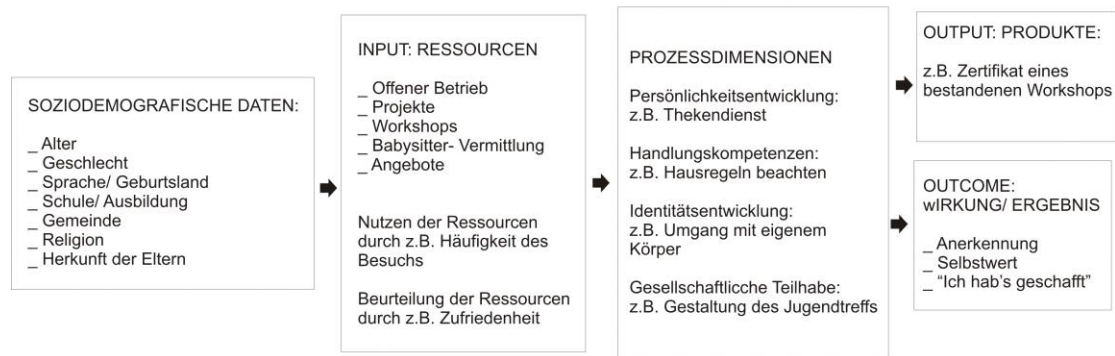 SOZIODEMOGRAFISCHE DATEN:
_ Alter
_ Geschlecht
_ Sprache/ Geburtsland
_ Schule/ Ausbildung
_ Gemeinde
_ Religion
_ Herkunft der Eltern
INPUT: RESSOURCEN
_ Offener Betrieb
_ Projekte
_ Workshops
_ Babysitter- Vermittlung
_ Angebote
Nutzen der Ressourcen
durch z.B. Häufigkeit des
Besuchs
Beurteilung der Ressourcen
durch z.B. Zufriedenheit
PROZESSDIMENSIONEN
Persönlichkeitsentwicklung:
z.B. Thekendienst
Handlungskompetenzen:
z.B. Hausregeln beachten
Identitätsentwicklung:
z.B. Umgang mit eigenem
Körper
Gesellschaftlicche Teilhabe:
z.B. Gestaltung des Jugendtreffs
OUTPUT: PRODUKTE:
z.B. Zertifikat eines
bestandenen Workshops
OUTCOME:
wIRKUNG/ ERGEBNIS
_ Anerkennung
_ Selbstwert
_ “Ich hab’s geschafft”